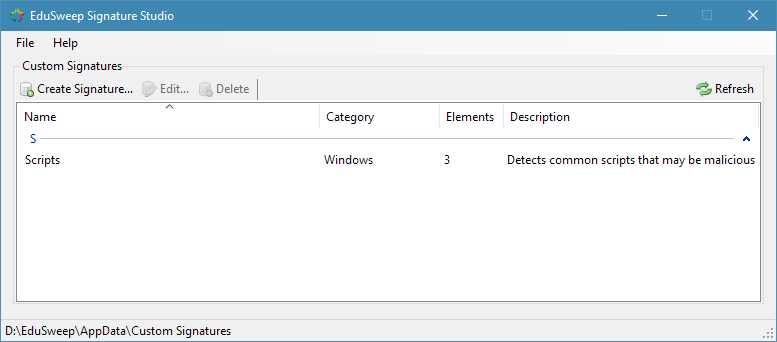 EduSweep Signature Studio
File Help
Custom Signatures
Create Signature... Edit... Delete Refresh
Name Category Elements Description
S
Scripts Windows 3 Detects common scripts that may be malicious
D:\EduSweep\AppData\Custom Signatures